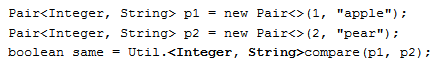 Pair<Integer, String> p1 = new Pair<>(1, "apple");
Pair<Integer, String> p2 = new Pair<>(2, "pear");
boolean same = Util.<Integer, String>compare(p1, p2);